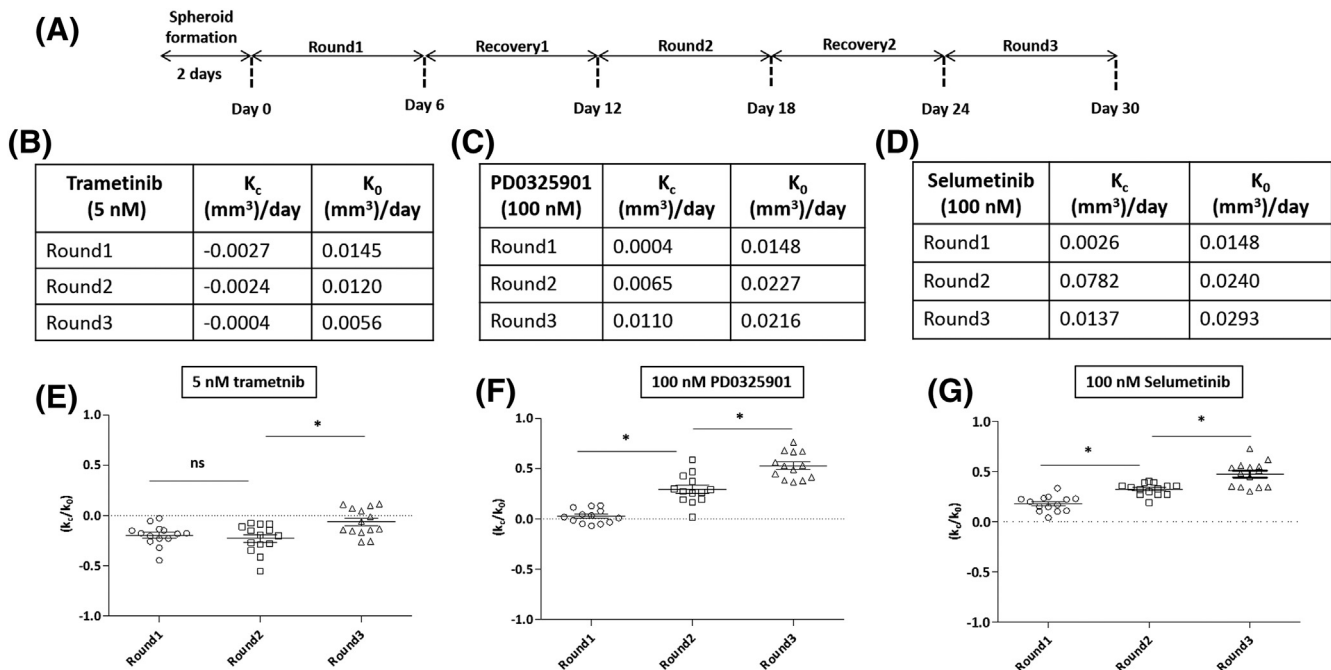 (A)
Spheroid
formation
2 days
Round1
Recovery1
Round2
Recovery2
Round3
Day 0
Day 6
Day 12
Day 18
Day 24
Day 30
(B)
Trametinib (5 nM) Kc (mm³)/day K0 (mm³)/day
Round1 -0.0027 0.0145
Round2 -0.0024 0.0120
Round3 -0.0004 0.0056
(C)
PD0325901 (100 nM) Kc (mm³)/day K0 (mm³)/day
Round1 0.0004 0.0148
Round2 0.0065 0.0227
Round3 0.0110 0.0216
(D)
Selumetinib (100 nM) Kc (mm³)/day K0 (mm³)/day
Round1 0.0026 0.0148
Round2 0.0782 0.0240
Round3 0.0137 0.0293
(E)
5 nM trametnib
(kc/k0)
1.0
0.5
0.0
-0.5
-1.0
ns
*
Round1
Round2
Round3
(F)
100 nM PD0325901
(kc/k0)
1.0
0.5
0.0
-0.5
-1.0
*
*
Round1
Round2
Round3
(G)
100 nM Selumetinib
(kc/k0)
1.0
0.5
0.0
-0.5
-1.0
*
*
Round1
Round2
Round3